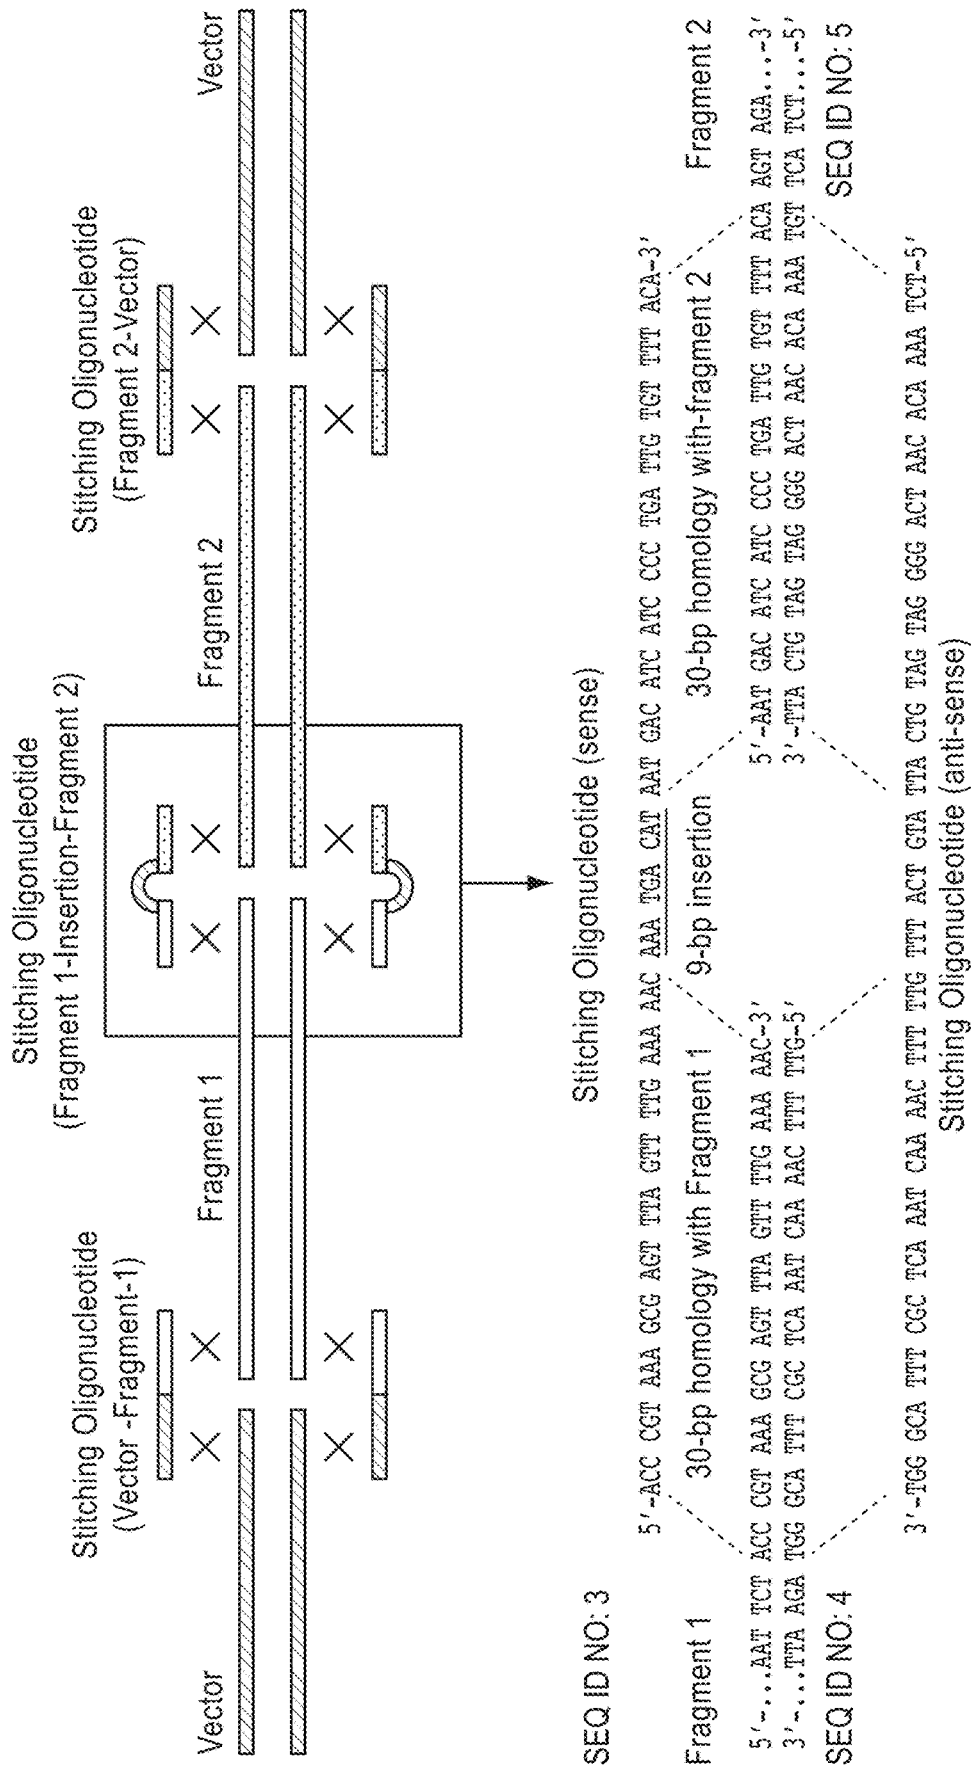 Stitching Oligonucleotide
(Fragment 1-Insertion-Fragment 2)
Stitching Oligonucleotide
(Vector -Fragment-1)
Stitching Oligonucleotide
(Fragment 2-Vector)
Vector
Fragment 1
Fragment 2
Vector
Stitching Oligonucleotide (sense)
SEQ ID NO: 3
5'-ACC CGT AAA GCG AGT TTA GTT TTG AAA AAC AAA TGA CAT AAT GAC ATC ATC CCC TGA TTG TGT TTT ACA-3'
Fragment 1
30-bp homology with Fragment 1
9-bp insertion
30-bp homology with-fragment 2
Fragment 2
5'-...AAT TCT ACC CGT AAA GCG AGT TTA GTT TTG AAA AAC-3'
5'-AAT GAC ATC ATC CCC TGA TTG TGT TTT ACA AGT AGA...-3'
3'-...TTA AGA TGG GCA TTT CGC TCA AAT CAA AAC TTT TTG-5'
3'-TTA CTG TAG TAG GGG ACT AAC ACA AAA TGT TCA TCT...-5'
SEQ ID NO: 4
SEQ ID NO: 5
3'-TGG GCA TTT CGC TCA AAT CAA AAC TTT TTG TTT ACT GTA TTA CTG TAG TAG GGG ACT AAC ACA AAA TCT-5'
Stitching Oligonucleotide (anti-sense)